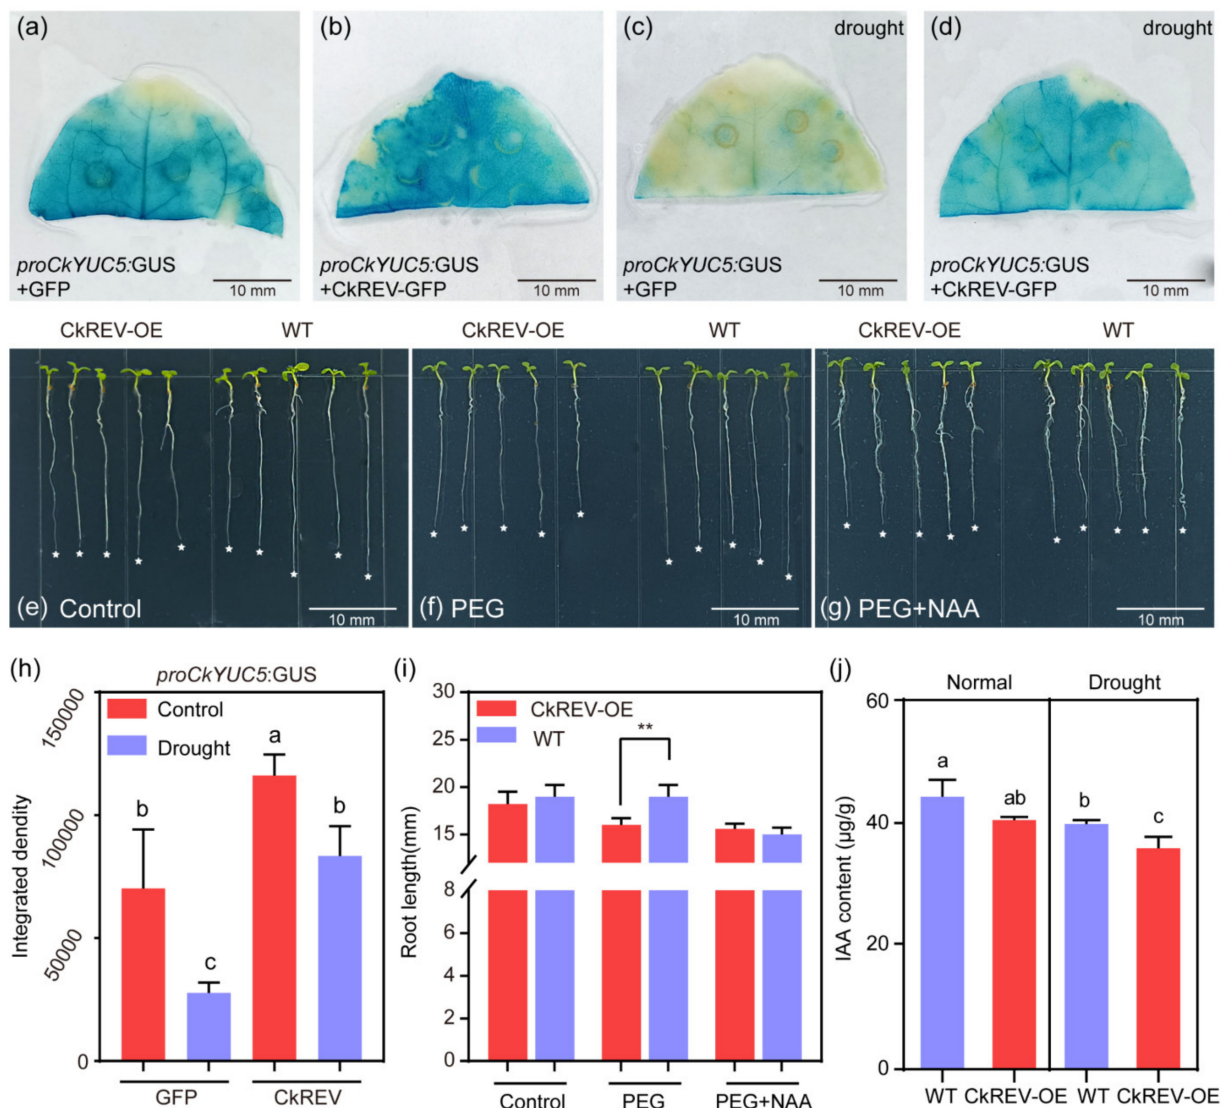 (a)
(b)
(c)
drought
(d)
drought
proCkYUC5:GUS
+GFP
10 mm
proCkYUC5:GUS
+CkREV-GFP
10 mm
proCkYUC5:GUS
+GFP
10 mm
proCkYUC5:GUS
+CkREV-GFP
10 mm
CkREV-OE
WT
CkREV-OE
WT
CkREV-OE
WT
(e) Control
10 mm
(f) PEG
10 mm
(g) PEG+NAA
10 mm
(h)
proCkYUC5:GUS
Control
Drought
Integrated dendity
150000
100000
50000
0
b
c
a
b
GFP
CkREV
(i)
CkREV-OE
WT
**
Root length(mm)
30
25
20
15
8
6
4
2
0
Control
PEG
PEG+NAA
(j)
Normal
Drought
IAA content (μg/g)
60
40
20
0
a
ab
b
c
WT
CkREV-OE
WT
CkREV-OE